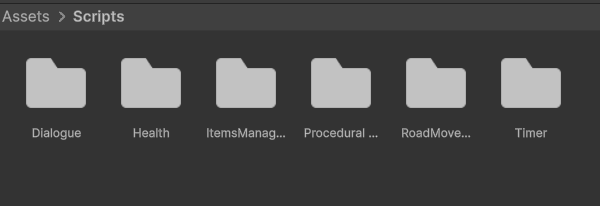 Assets > Scripts
Dialogue Health ItemsManag... Procedural ... RoadMove... Timer